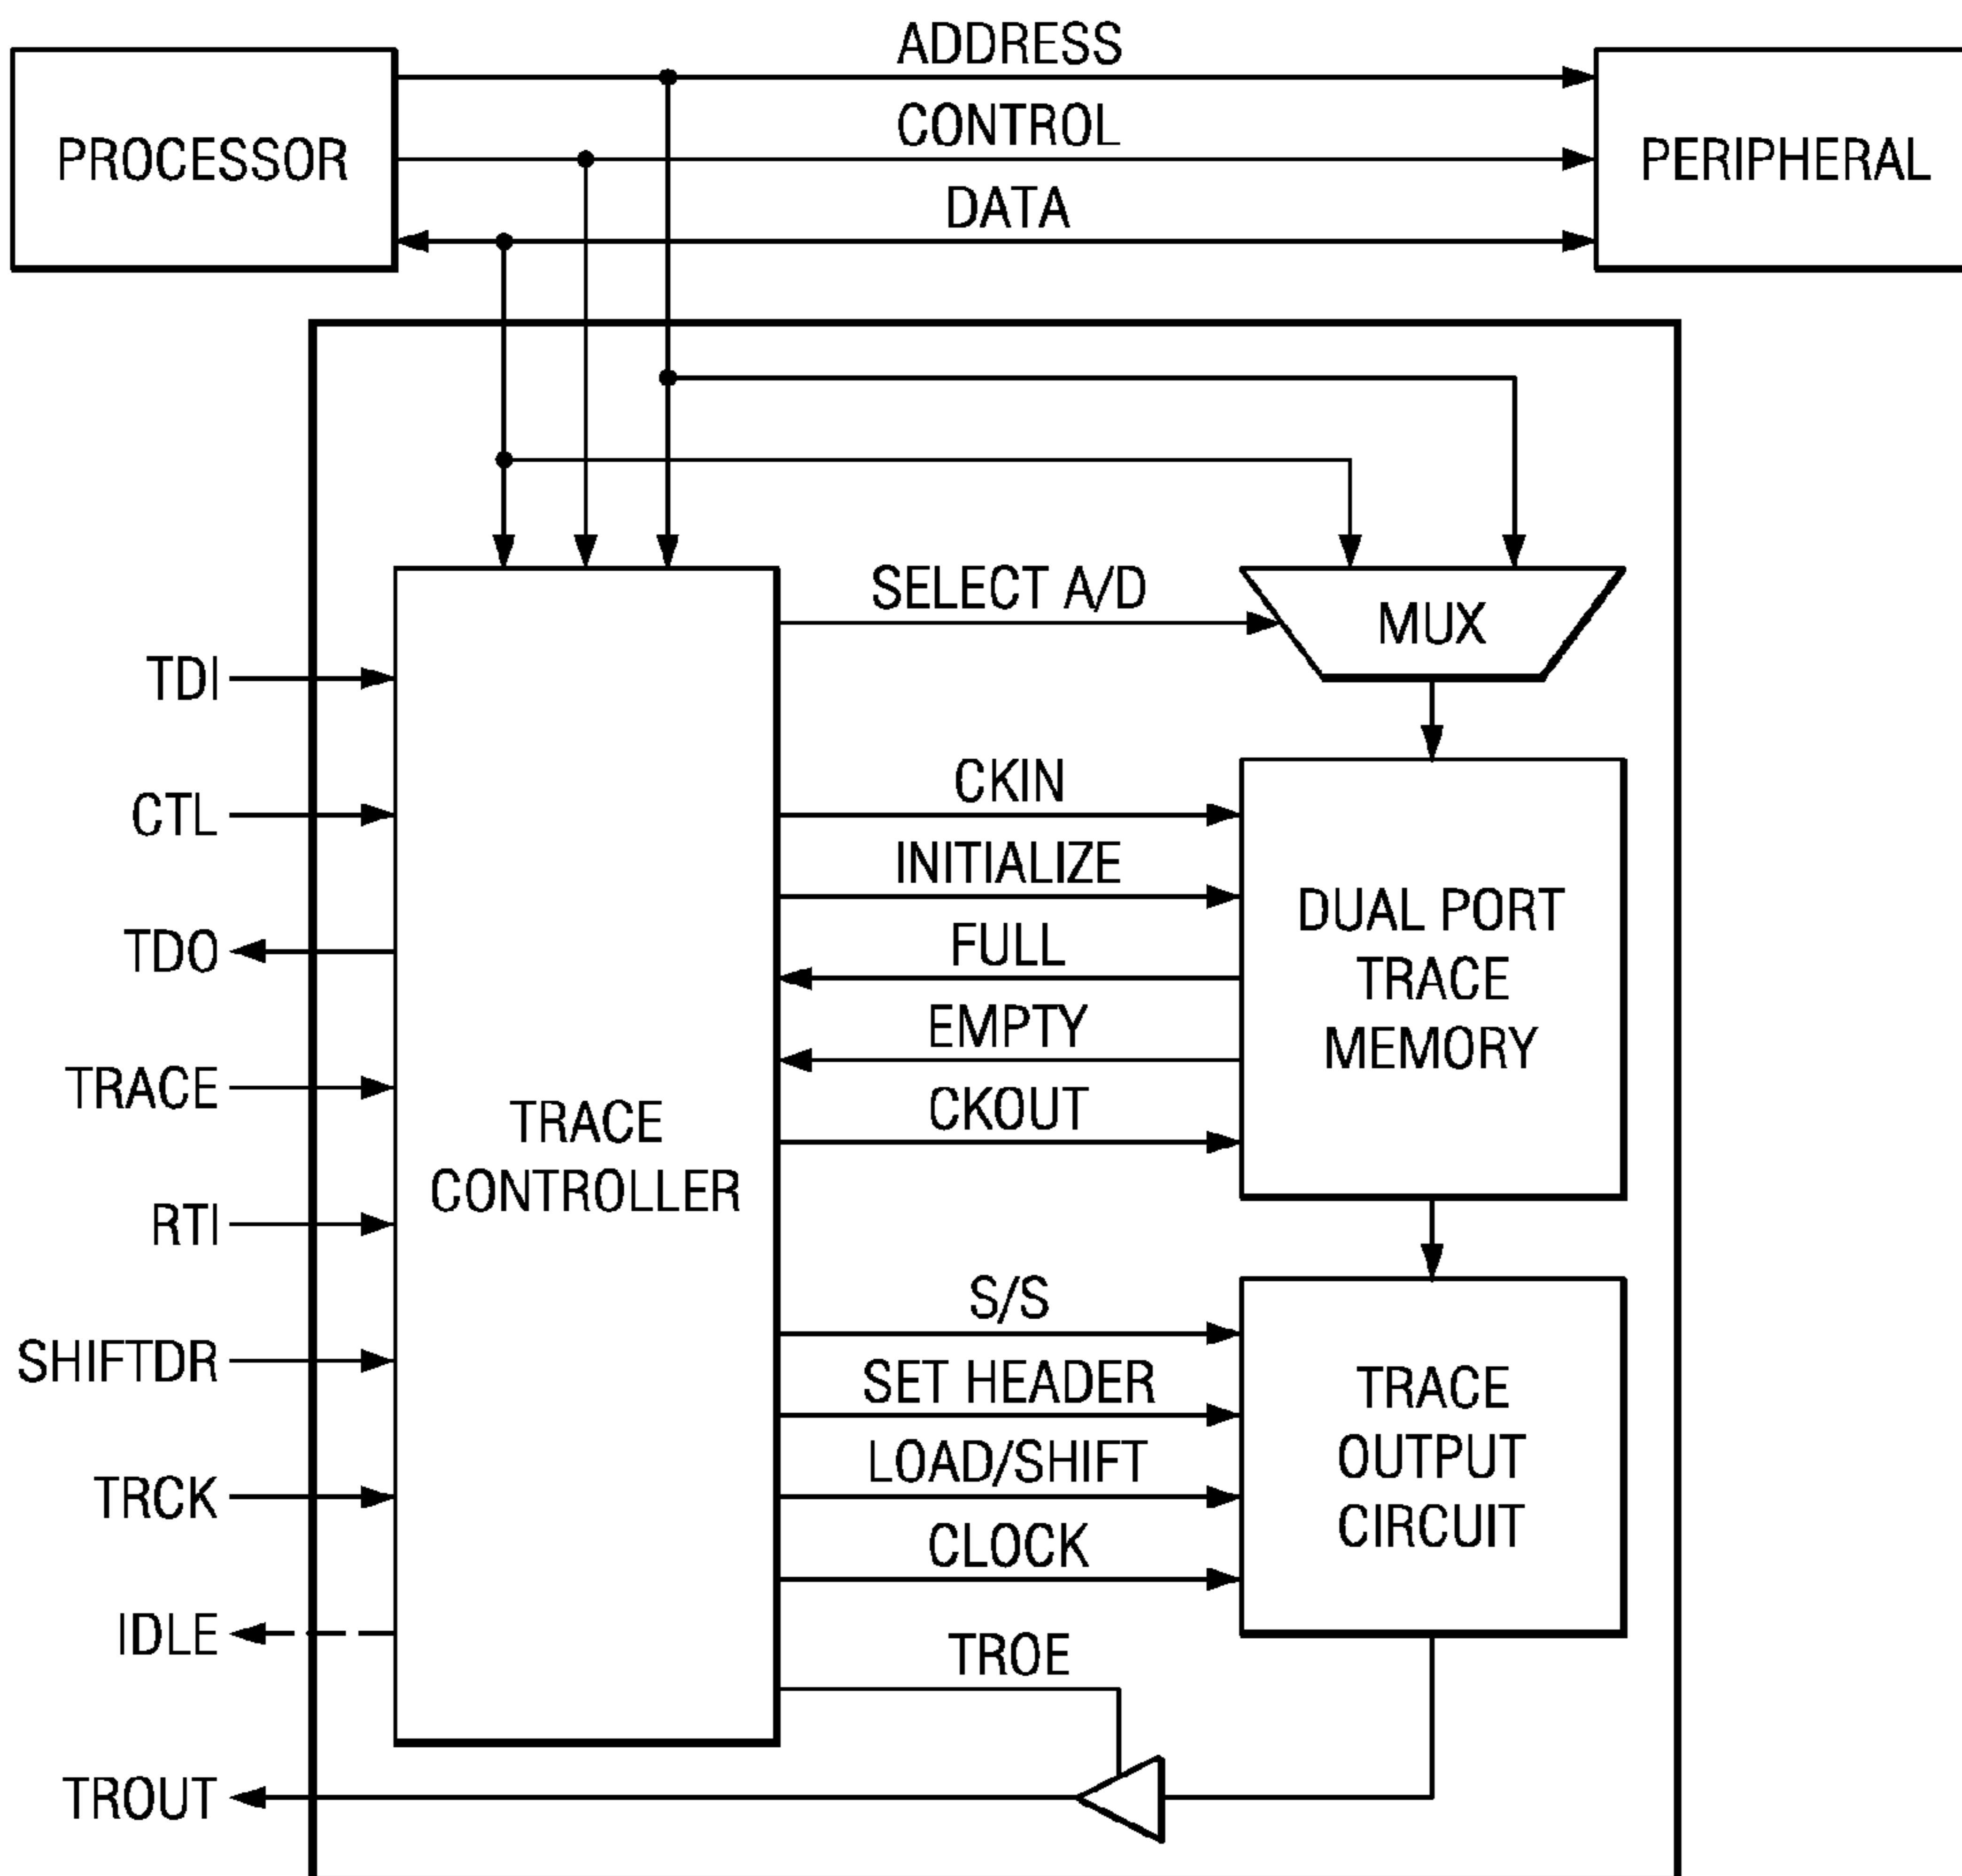 ADDRESS
PROCESSOR
CONTROL
PERIPHERAL
DATA
SELECT A/D
MUX
TDI
CKIN
CTL
INITIALIZE
DUAL PORT
TRACE
MEMORY
FULL
TDO
EMPTY
TRACE
CKOUT
TRACE
CONTROLLER
RTI
S/S
SHIFTDR
SET HEADER
TRACE
OUTPUT
CIRCUIT
LOAD/SHIFT
TRCK
CLOCK
IDLE
TROE
TROUT